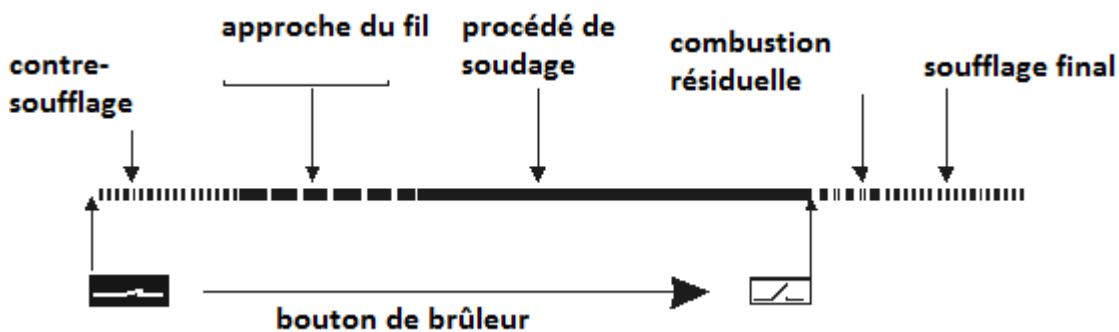 approche du fil
procédé de
soudage
combustion
résiduelle
soufflage final
contre-
soufflage
bouton de brûleur